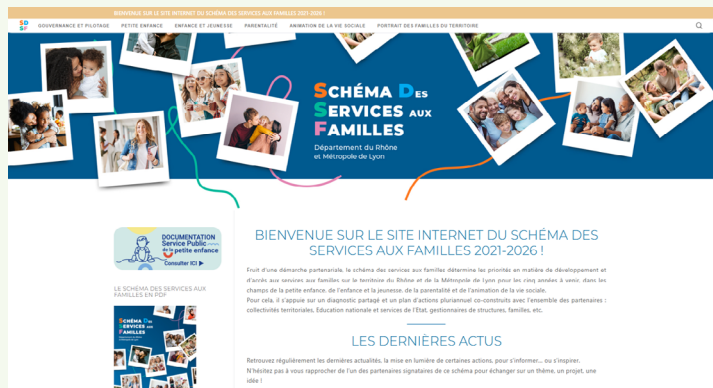 BIENVENUE SUR LE SITE INTERNET DU SCHÉMA DES SERVICES AUX FAMILLES 2021-2026 !
SD
SF
GOUVERNANCE ET PILOTAGE PETITE ENFANCE ENFANCE ET JEUNESSE PARENTALITÉ ANIMATION DE LA VIE SOCIALE PORTRAIT DES FAMILLES DU TERRITOIRE
SCHÉMA DES
SERVICES AUX
FAMILLES
Département du Rhône
et Métropole de Lyon
DOCUMENTATION
Service Public
de la petite enfance
Consulter ICI
LE SCHÉMA DES SERVICES AUX
FAMILLES EN PDF
SCHÉMA DES
SERVICES AUX
FAMILLES
BIENVENUE SUR LE SITE INTERNET DU SCHÉMA DES
SERVICES AUX FAMILLES 2021-2026 !
Fruit d'une démarche partenariale, le schéma des services aux familles détermine les priorités en matière de développement et
d'accès aux services aux familles sur le territoire du Rhône et de la Métropole de Lyon pour les cinq années à venir, dans les
champs de la petite enfance, de l'enfance et la jeunesse, de la parentalité et de l'animation de la vie sociale.
Pour cela, il s'appuie sur un diagnostic partagé et un plan d'actions pluriannuel co-construits avec l'ensemble des partenaires :
collectivités territoriales, Education nationale et services de l'Etat, gestionnaires de structures, familles, etc.
LES DERNIÈRES ACTUS
Retrouvez régulièrement les dernières actualités, la mise en lumière de certaines actions, pour s'informer... ou s'inspirer.
N'hésitez pas à vous rapprocher de l'un des partenaires signataires de ce schéma pour échanger sur un thème, un projet, une
idée !